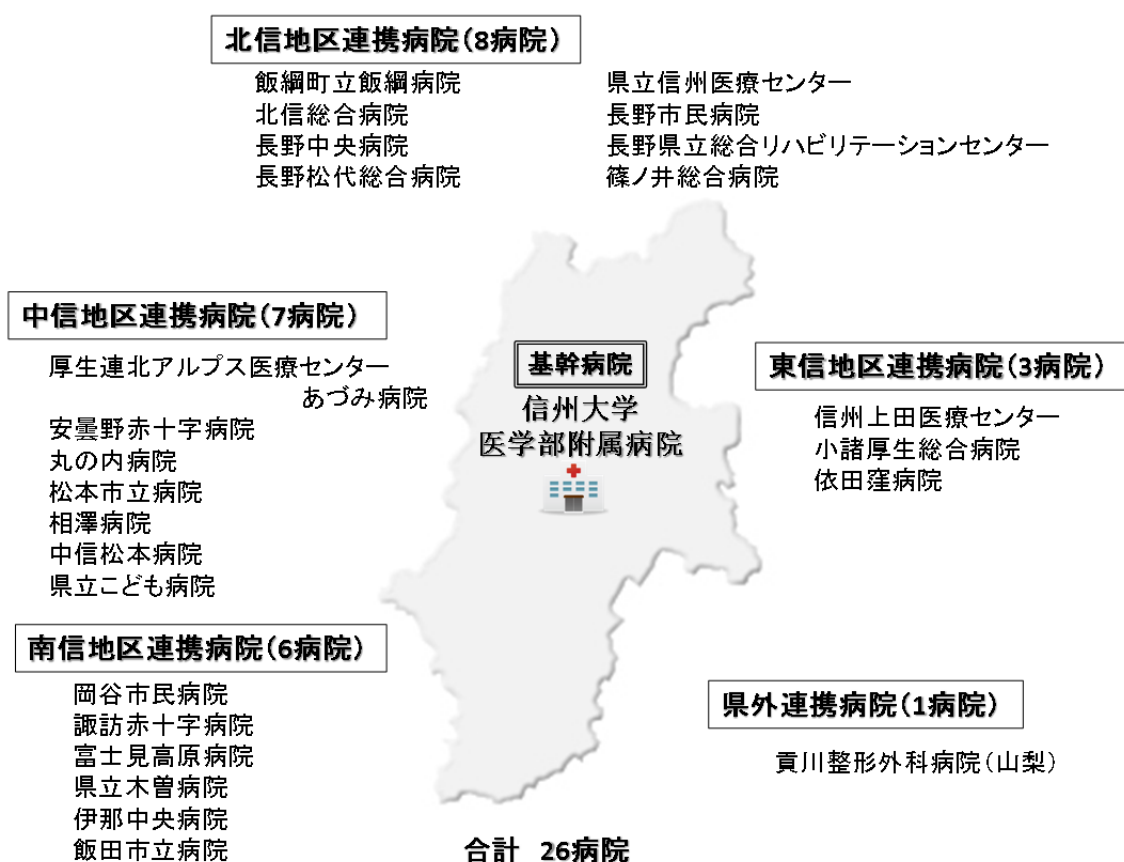 北信地区連携病院(8病院)
飯綱町立飯綱病院
北信総合病院
長野中央病院
長野松代総合病院
県立信州医療センター
長野市民病院
長野県立総合リハビリテーションセンター
篠ノ井総合病院
中信地区連携病院(7病院)
厚生連北アルプス医療センター
あづみ病院
安曇野赤十字病院
丸の内病院
松本市立病院
相澤病院
中信松本病院
県立こども病院
基幹病院
信州大学
医学部附属病院
東信地区連携病院(3病院)
信州上田医療センター
小諸厚生総合病院
依田窪病院
南信地区連携病院(6病院)
岡谷市民病院
諏訪赤十字病院
富士見高原病院
県立木曽病院
伊那中央病院
飯田市立病院
県外連携病院(1病院)
貢川整形外科病院(山梨)
合計 26病院